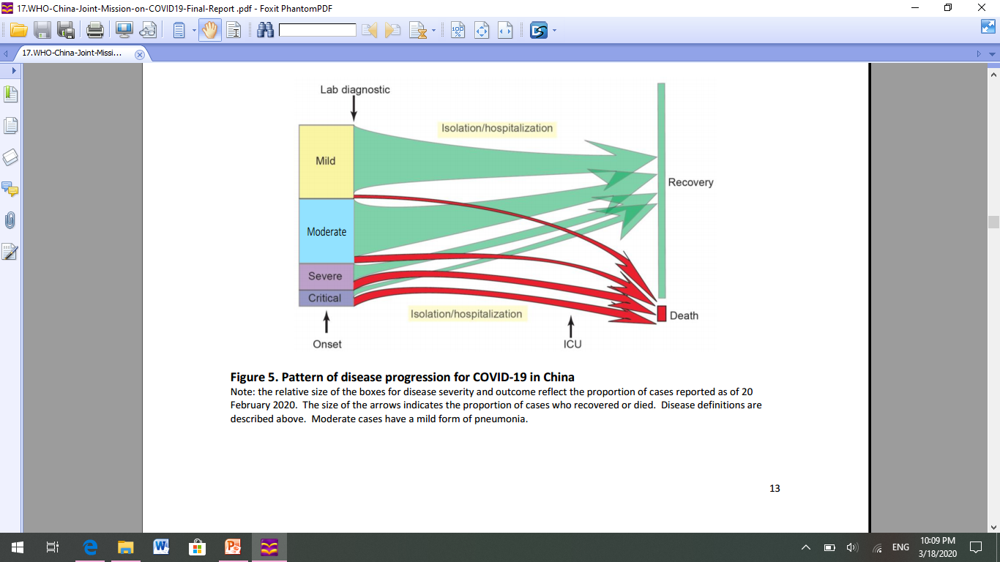 17.WHO-China-Joint-Mission-on-COVID19-Final-Report .pdf - Foxit PhantomPDF
17.WHO-China-Joint-Missi...
Lab diagnostic
Isolation/hospitalization
Mild
Recovery
Moderate
Severe
Critical
Isolation/hospitalization
Death
Onset
ICU
Figure 5. Pattern of disease progression for COVID-19 in China
Note: the relative size of the boxes for disease severity and outcome reflect the proportion of cases reported as of 20
February 2020. The size of the arrows indicates the proportion of cases who recovered or died. Disease definitions are
described above. Moderate cases have a mild form of pneumonia.
13
ENG
10:09 PM
3/18/2020